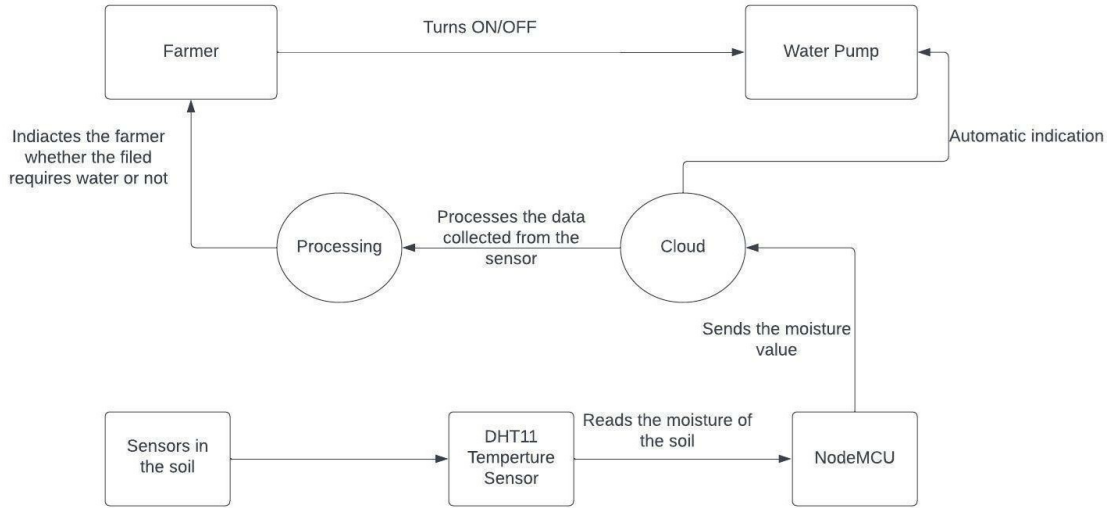 Farmer
Turns ON/OFF
Water Pump
Indiactes the farmer
whether the filed
requires water or not
Automatic indication
Processing
Processes the data
collected from the
sensor
Cloud
Sends the moisture
value
Sensors in
the soil
DHT11
Temperture
Sensor
Reads the moisture of
the soil
NodeMCU